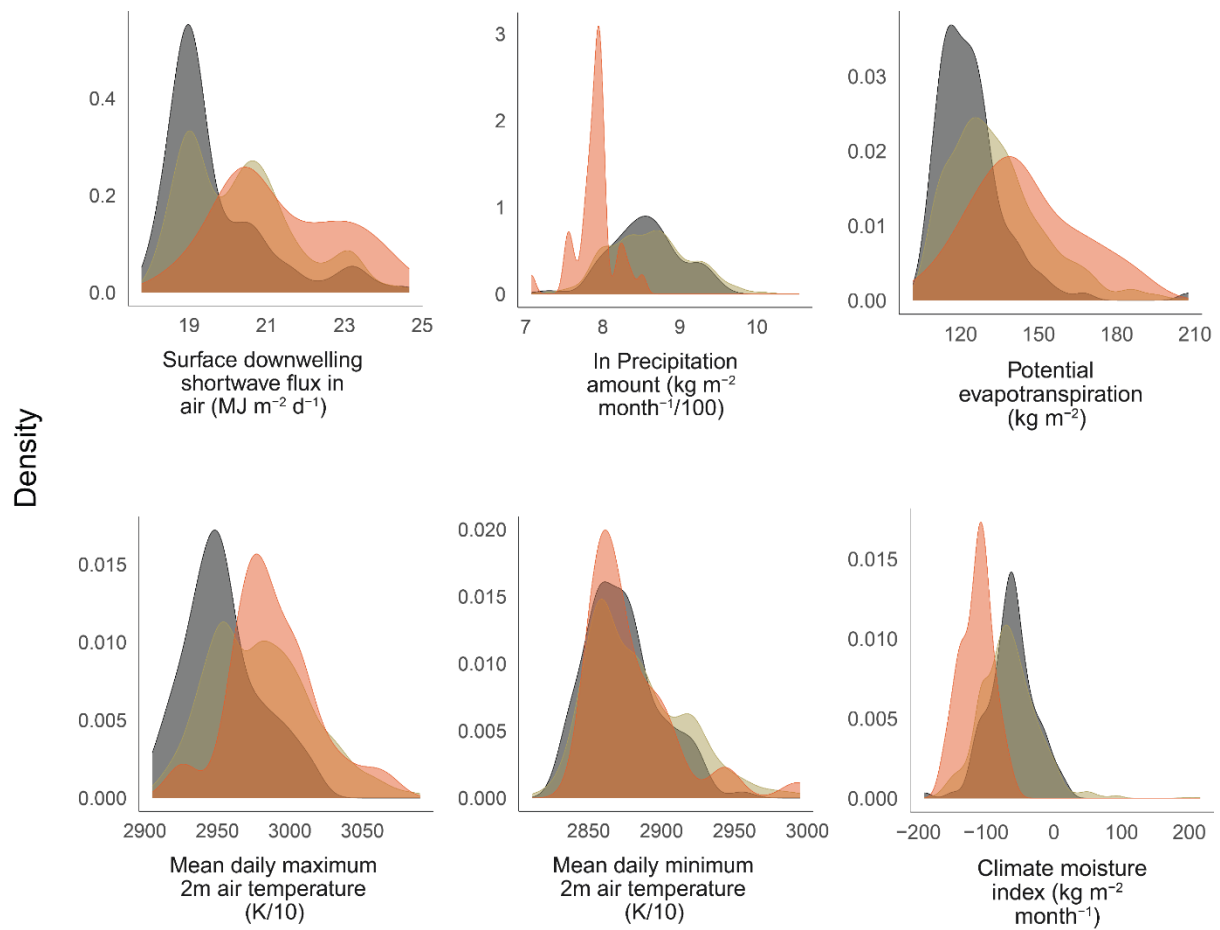 Density
0.4
0.2
0.0
19 21 23 25
Surface downwelling
shortwave flux in
air (MJ m⁻² d⁻¹)
3
2
1
0
7 8 9 10
In Precipitation
amount (kg m⁻²
month⁻¹/100)
0.03
0.02
0.01
0.00
120 150 180 210
Potential
evapotranspiration
(kg m⁻²)
0.015
0.010
0.005
0.000
2900 2950 3000 3050
Mean daily maximum
2m air temperature
(K/10)
0.020
0.015
0.010
0.005
0.000
2850 2900 2950 3000
Mean daily minimum
2m air temperature
(K/10)
0.015
0.010
0.005
0.000
−200 −100 0 100 200
Climate moisture
index (kg m⁻²
month⁻¹)